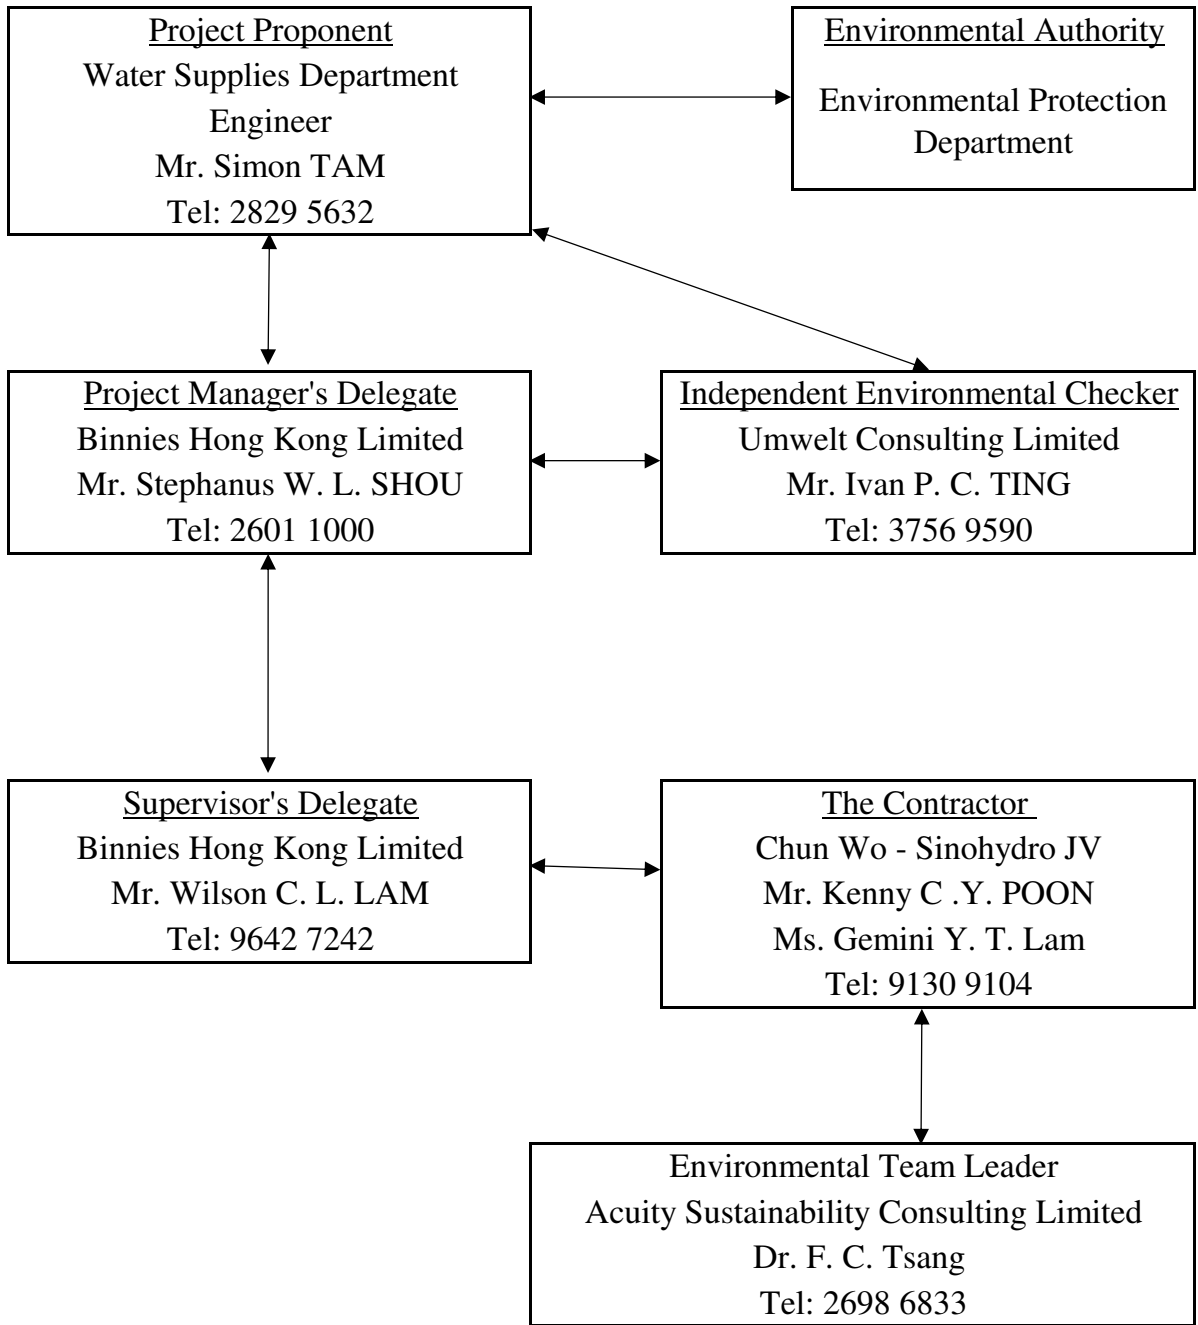 Project Proponent
Water Supplies Department
Engineer
Mr. Simon TAM
Tel: 2829 5632
Environmental Authority
Environmental Protection
Department
Project Manager's Delegate
Binnies Hong Kong Limited
Mr. Stephanus W. L. SHOU
Tel: 2601 1000
Independent Environmental Checker
Umwelt Consulting Limited
Mr. Ivan P. C. TING
Tel: 3756 9590
Supervisor's Delegate
Binnies Hong Kong Limited
Mr. Wilson C. L. LAM
Tel: 9642 7242
The Contractor
Chun Wo - Sinohydro JV
Mr. Kenny C .Y. POON
Ms. Gemini Y. T. Lam
Tel: 9130 9104
Environmental Team Leader
Acuity Sustainability Consulting Limited
Dr. F. C. Tsang
Tel: 2698 6833